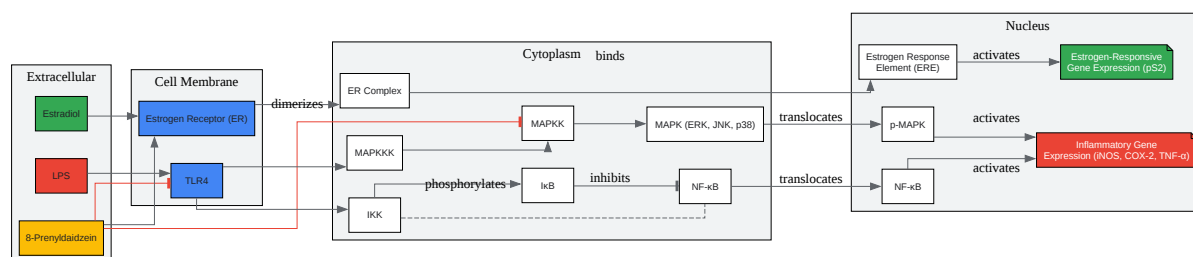 Extracellular
Estradiol
LPS
8-Prenyldaidzein
Cell Membrane
Estrogen Receptor (ER)
TLR4
dimerizes
Cytoplasm
binds
ER Complex
MAPKKK
MAPKK
MAPK (ERK, JNK, p38)
phosphorylates
IκB
inhibits
NF-κB
IKK
translocates
translocates
Nucleus
Estrogen Response
Element (ERE)
activates
Estrogen-Responsive
Gene Expression (pS2)
p-MAPK
activates
Inflammatory Gene
Expression (iNOS, COX-2, TNF-α)
activates
NF-κB